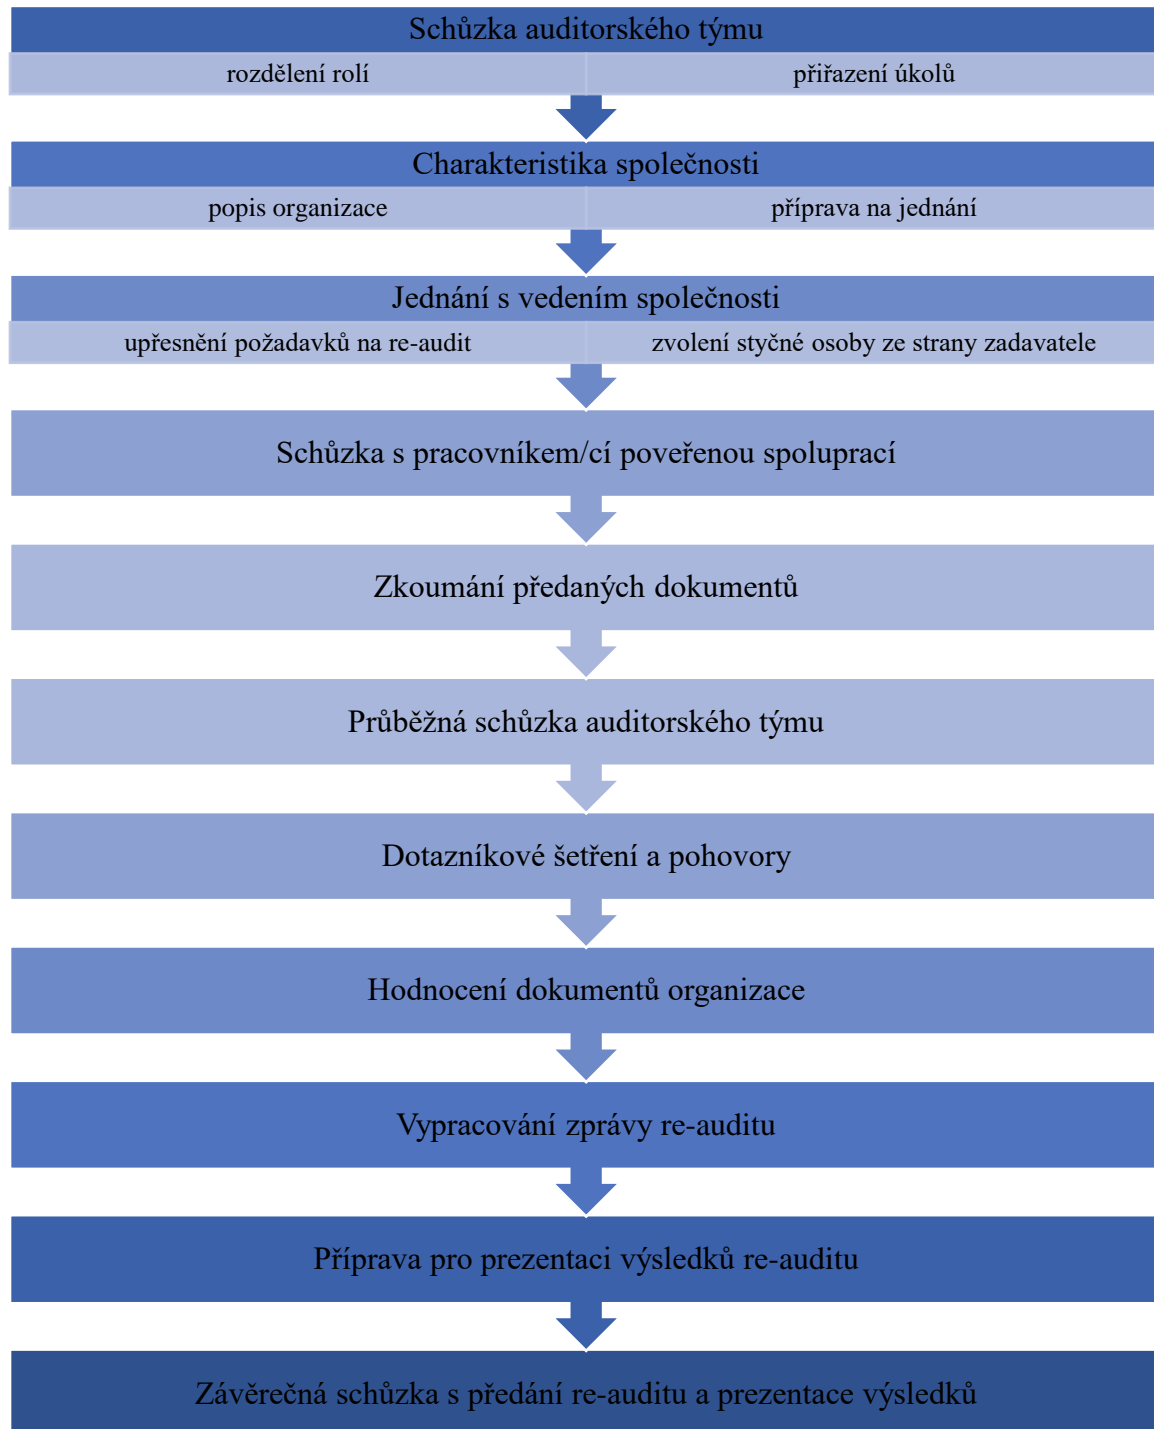 Schůzka auditorského týmu
rozdělení rolí
přiřazení úkolů
Charakteristika společnosti
popis organizace
příprava na jednání
Jednání s vedením společnosti
upřesnění požadavků na re-audit
zvolení styčné osoby ze strany zadavatele
Schůzka s pracovníkem/cí poveřenou spoluprací
Zkoumání předaných dokumentů
Průběžná schůzka auditorského týmu
Dotazníkové šetření a pohovory
Hodnocení dokumentů organizace
Vypracování zprávy re-auditu
Příprava pro prezentaci výsledků re-auditu
Závěrečná schůzka s předání re-auditu a prezentace výsledků